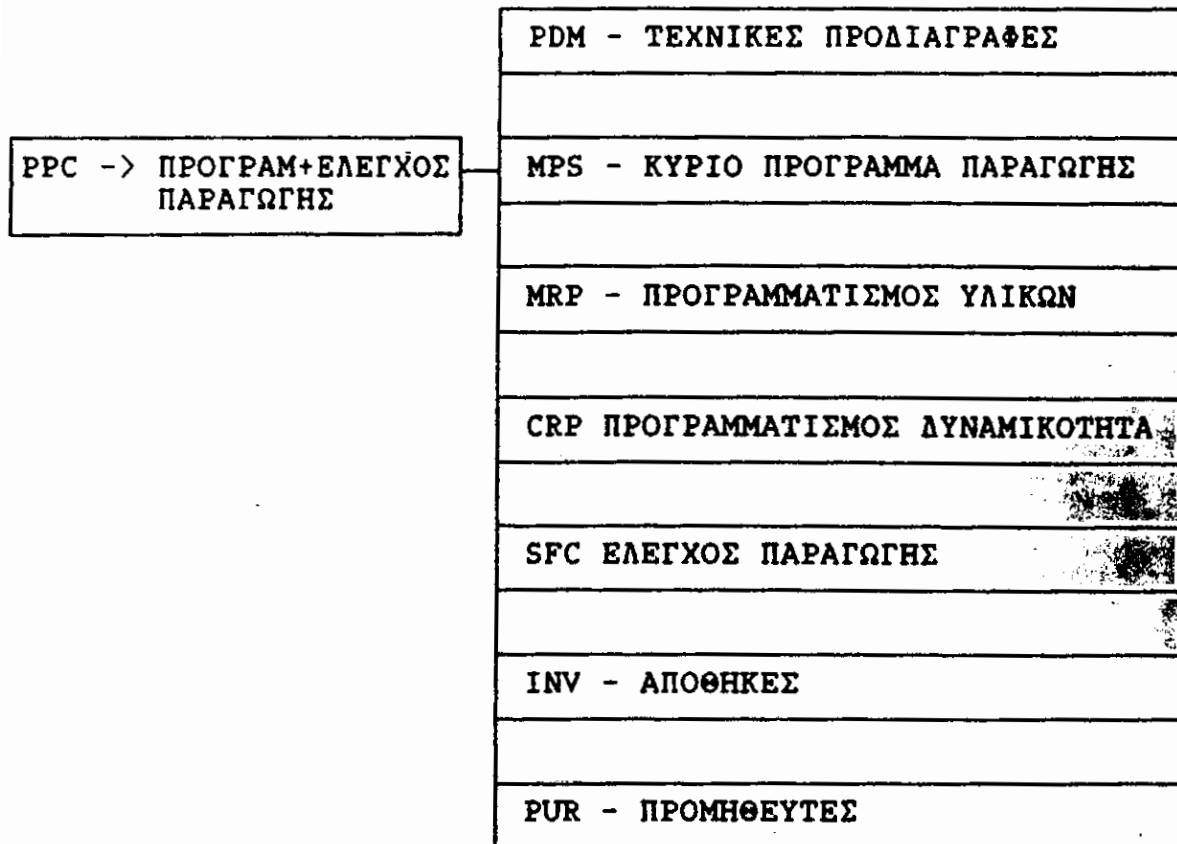 PDM - ΤΕΧΝΙΚΕΣ ΠΡΟΔΙΑΓΡΑΦΕΣ
PPC -> ΠΡΟΓΡΑΜ+ΕΛΕΓΧΟΣ
ΠΑΡΑΓΩΓΗΣ
MPS - ΚΥΡΙΟ ΠΡΟΓΡΑΜΜΑ ΠΑΡΑΓΩΓΗΣ
MRP - ΠΡΟΓΡΑΜΜΑΤΙΣΜΟΣ ΥΛΙΚΩΝ
CRP ΠΡΟΓΡΑΜΜΑΤΙΣΜΟΣ ΔΥΝΑΜΙΚΟΤΗΤΑ
SFC ΕΛΕΓΧΟΣ ΠΑΡΑΓΩΓΗΣ
INV - ΑΠΟΘΗΚΕΣ
PUR - ΠΡΟΜΗΘΕΥΤΕΣ